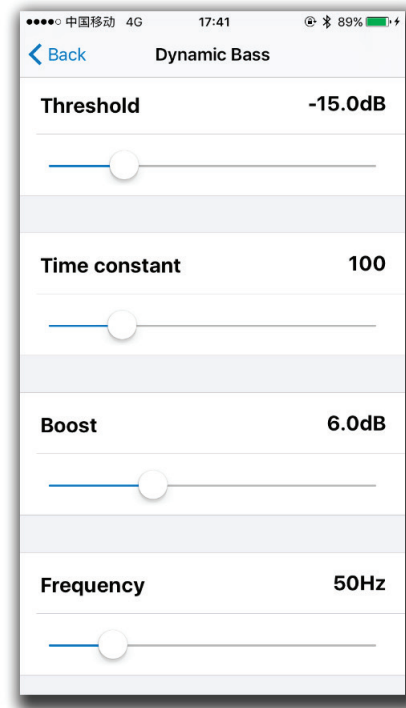 中国移动 4G 17:41 89%
Back Dynamic Bass
Threshold -15.0dB
Time constant 100
Boost 6.0dB
Frequency 50Hz